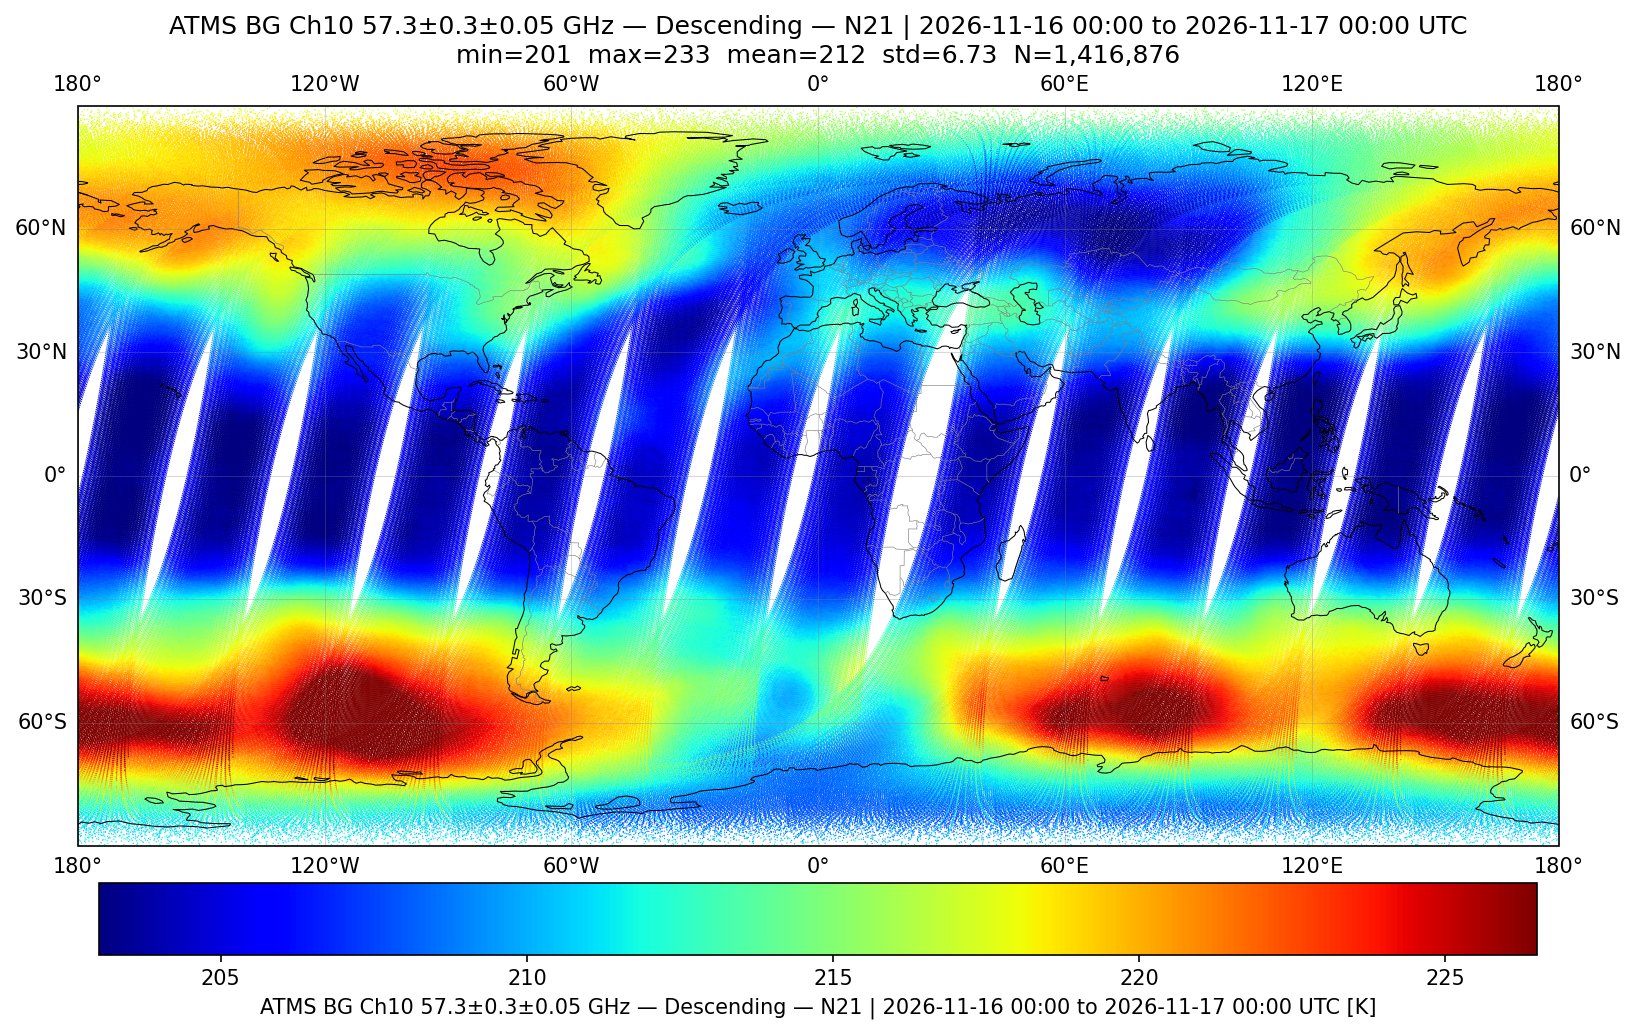 ATMS BG Ch10 57.3±0.3±0.05 GHz — Descending — N21 | 2026-11-16 00:00 to 2026-11-17 00:00 UTC
min=201 max=233 mean=212 std=6.73 N=1,416,876
180° 120°W 60°W 0° 60°E 120°E 180°
60°N 60°N
30°N 30°N
0° 0°
30°S 30°S
60°S 60°S
180° 120°W 60°W 0° 60°E 120°E 180°
205 210 215 220 225
ATMS BG Ch10 57.3±0.3±0.05 GHz — Descending — N21 | 2026-11-16 00:00 to 2026-11-17 00:00 UTC [K]